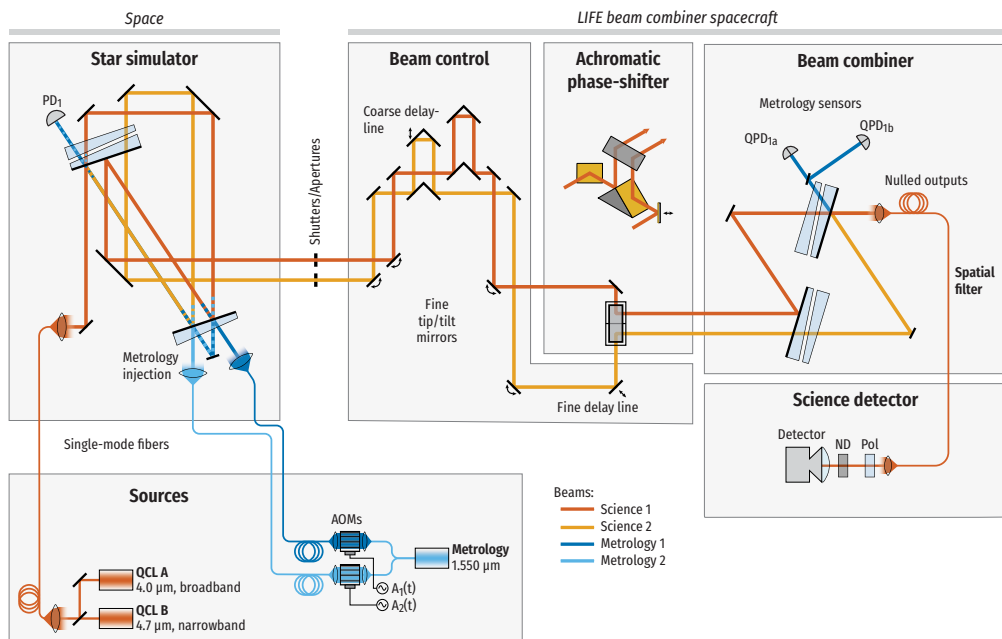 Space
LIFE beam combiner spacecraft
Star simulator
PD1
Metrology
injection
Shutters/Apertures
Beam control
Coarse delay-
line
Fine
tip/tilt
mirrors
Fine delay line
Achromatic
phase-shifter
Beam combiner
Metrology sensors
QPD1a
QPD1b
Nulled outputs
Spatial
filter
Science detector
Detector
ND
Pol
Single-mode fibers
Sources
AOMs
Metrology
1.550 µm
A1(t)
A2(t)
QCL A
4.0 µm, broadband
QCL B
4.7 µm, narrowband
Beams:
Science 1
Science 2
Metrology 1
Metrology 2